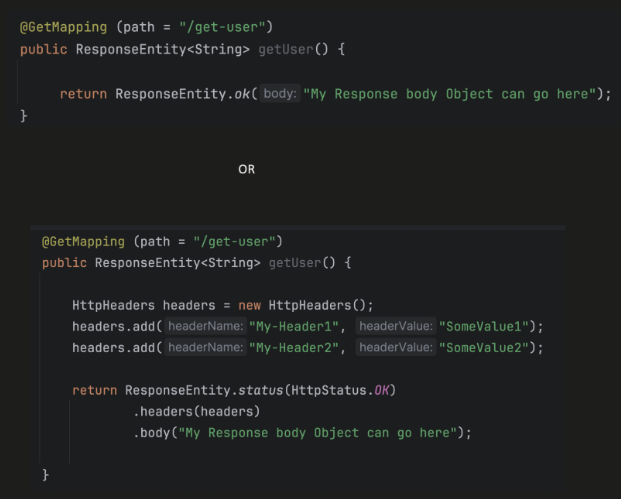 @GetMapping (path = "/get-user")
public ResponseEntity<String> getUser() {
return ResponseEntity.ok( body: "My Response body Object can go here");
}
OR
@GetMapping (path = "/get-user")
public ResponseEntity<String> getUser() {
HttpHeaders headers = new HttpHeaders();
headers.add( headerName: "My-Header1", headerValue: "SomeValue1");
headers.add( headerName: "My-Header2", headerValue: "SomeValue2");
return ResponseEntity.status(HttpStatus.OK)
.headers(headers)
.body("My Response body Object can go here");
}